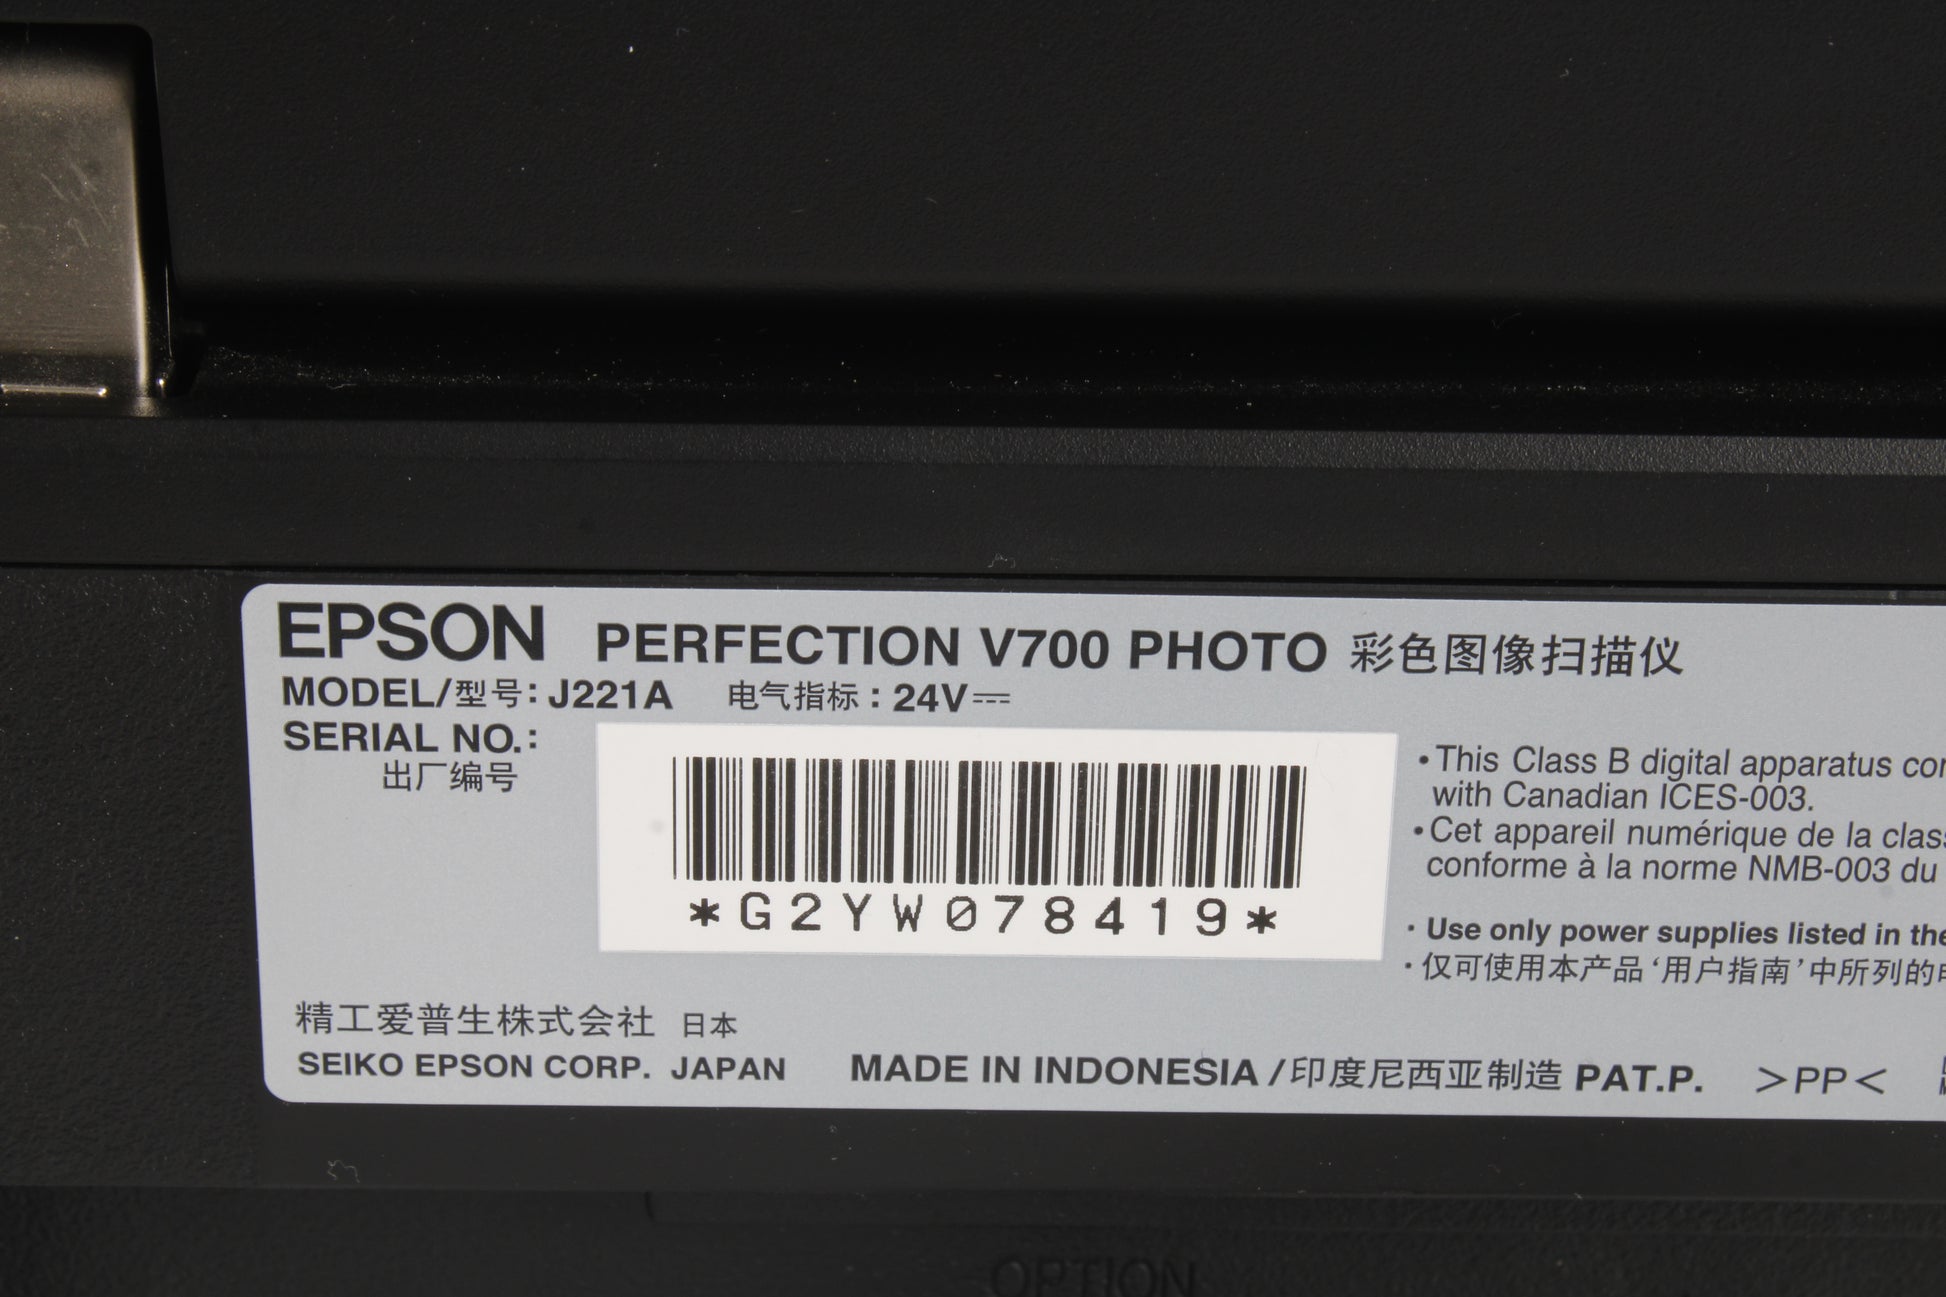 EPSON PERFECTION V700 PHOTO 彩色图像扫描仪
MODEL/型号: J221A 电气指标：24V
SERIAL NO.:
出厂编号
*G2YW078419*
•This Class B digital apparatus
with Canadian ICES-003.
•Cet appareil numérique de la
conforme à la norme NMB-003 du
·Use only power supplies listed in the
·仅可使用本产品‘用户指南’中所列的
精工爱普生株式会社 日本
SEIKO EPSON CORP. JAPAN MADE IN INDONESIA/印度尼西亚制造 PAT.P. >PP<
OPTION